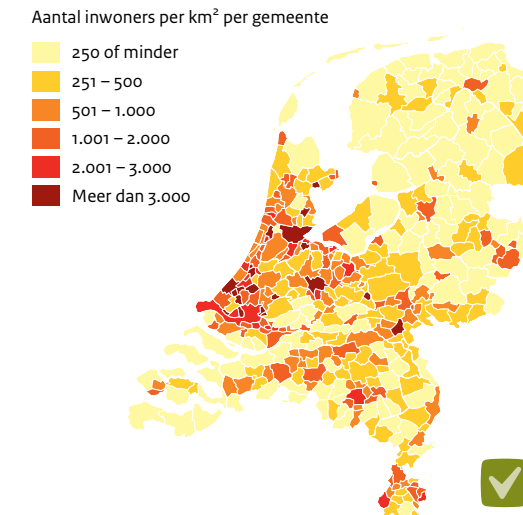 Aantal inwoners per km² per gemeente
250 of minder
251 – 500
501 – 1.000
1.001 – 2.000
2.001 – 3.000
Meer dan 3.000